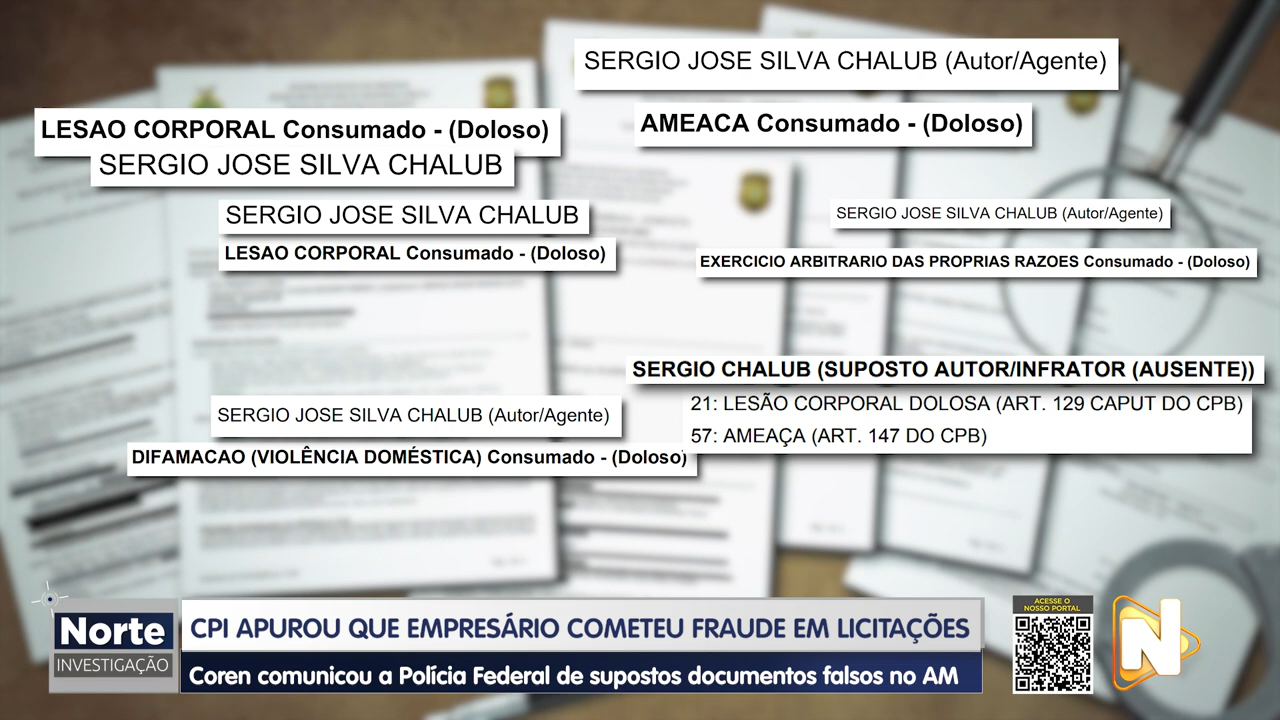 SERGIO JOSE SILVA CHALUB (Autor/Agente)
AMEACA Consumado - (Doloso)
LESAO CORPORAL Consumado - (Doloso)
SERGIO JOSE SILVA CHALUB
SERGIO JOSE SILVA CHALUB
LESAO CORPORAL Consumado - (Doloso)
SERGIO JOSE SILVA CHALUB (Autor/Agente)
EXERCICIO ARBITRARIO DAS PROPRIAS RAZOES Consumado - (Doloso)
SERGIO CHALUB (SUPOSTO AUTOR/INFRATOR (AUSENTE))
21: LESÃO CORPORAL DOLOSA (ART. 129 CAPUT DO CPB)
57: AMEAÇA (ART. 147 DO CPB)
SERGIO JOSE SILVA CHALUB (Autor/Agente)
DIFAMACAO (VIOLÊNCIA DOMÉSTICA) Consumado - (Doloso)
Norte
INVESTIGAÇÃO
CPI APUROU QUE EMPRESÁRIO COMETEU FRAUDE EM LICITAÇÕES
Coren comunicou a Polícia Federal de supostos documentos falsos no AM
ACESSE O
NOSSO PORTAL
N